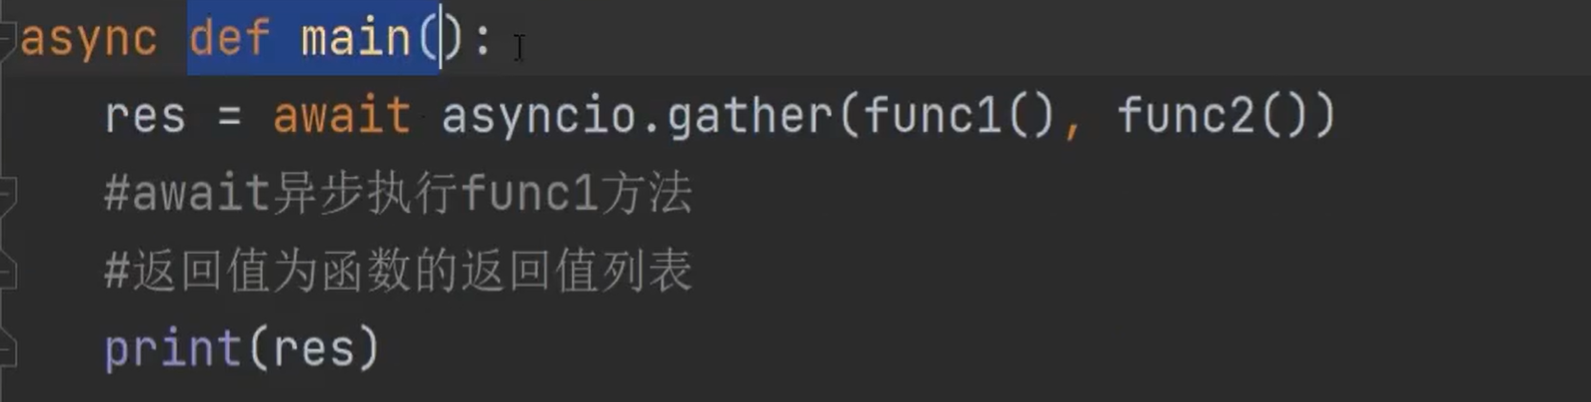 async def main():
    res = await asyncio.gather(func1(), func2())
    #await异步执行func1方法
    #返回值为函数的返回值列表
    print(res)